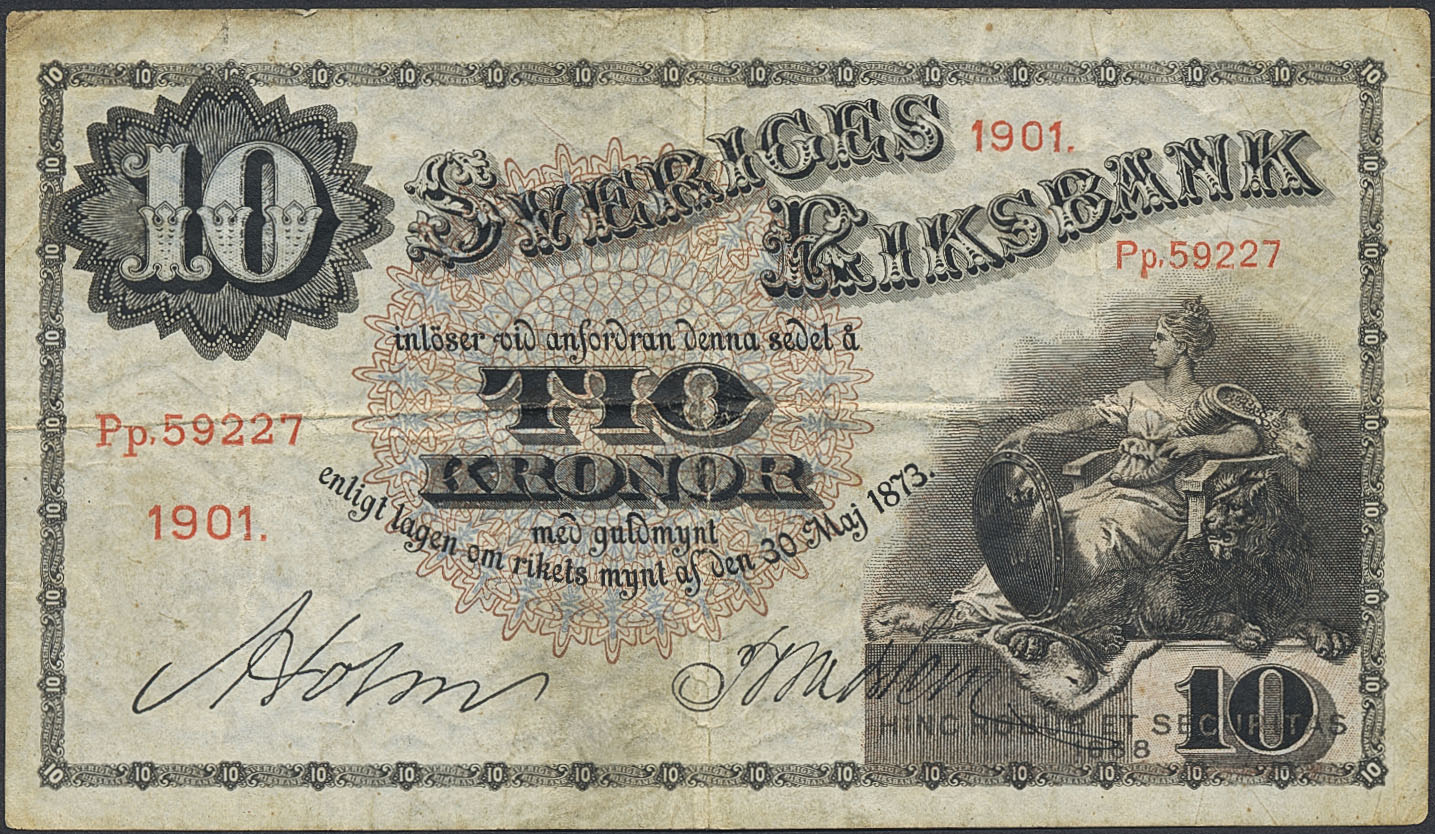 10
SVERIGES
1901.
RIKSBANK
Pp. 59227
inlöser vid anfordran denna sedel å
TIO
KRONOR
Pp. 59227
1901.
med guldmynt
enligt lagen om rikets mynt af den 30 Maj 1873.
HINC ROBUR ET SECURITAS
10